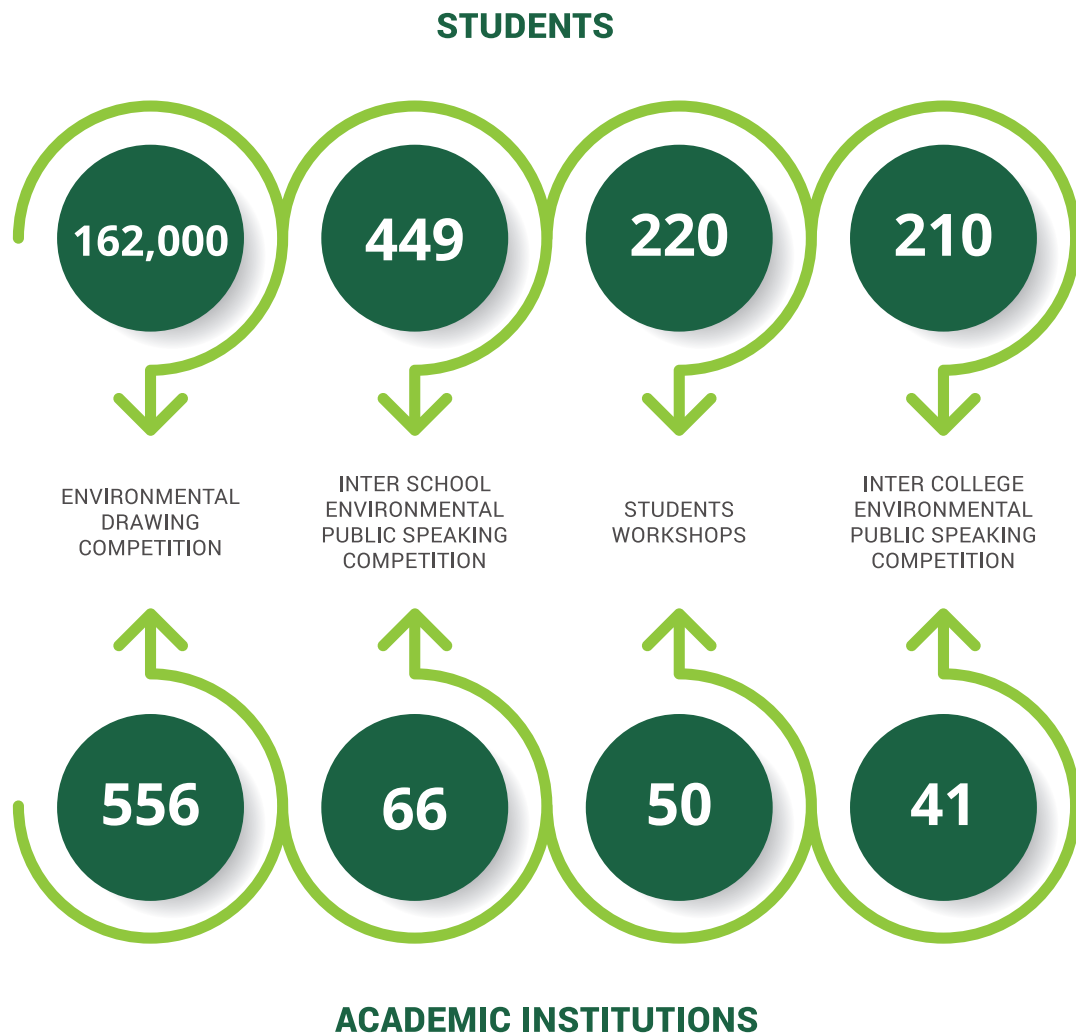 STUDENTS
162,000
449
220
210
ENVIRONMENTAL
DRAWING
COMPETITION
INTER SCHOOL
ENVIRONMENTAL
PUBLIC SPEAKING
COMPETITION
STUDENTS
WORKSHOPS
INTER COLLEGE
ENVIRONMENTAL
PUBLIC SPEAKING
COMPETITION
556
66
50
41
ACADEMIC INSTITUTIONS